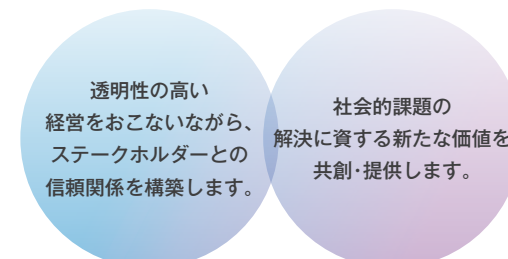 透明性の高い
経営をおこないながら、
ステークホルダーとの
信頼関係を構築します。
社会的課題の
解決に資する新たな価値を
共創･提供します。